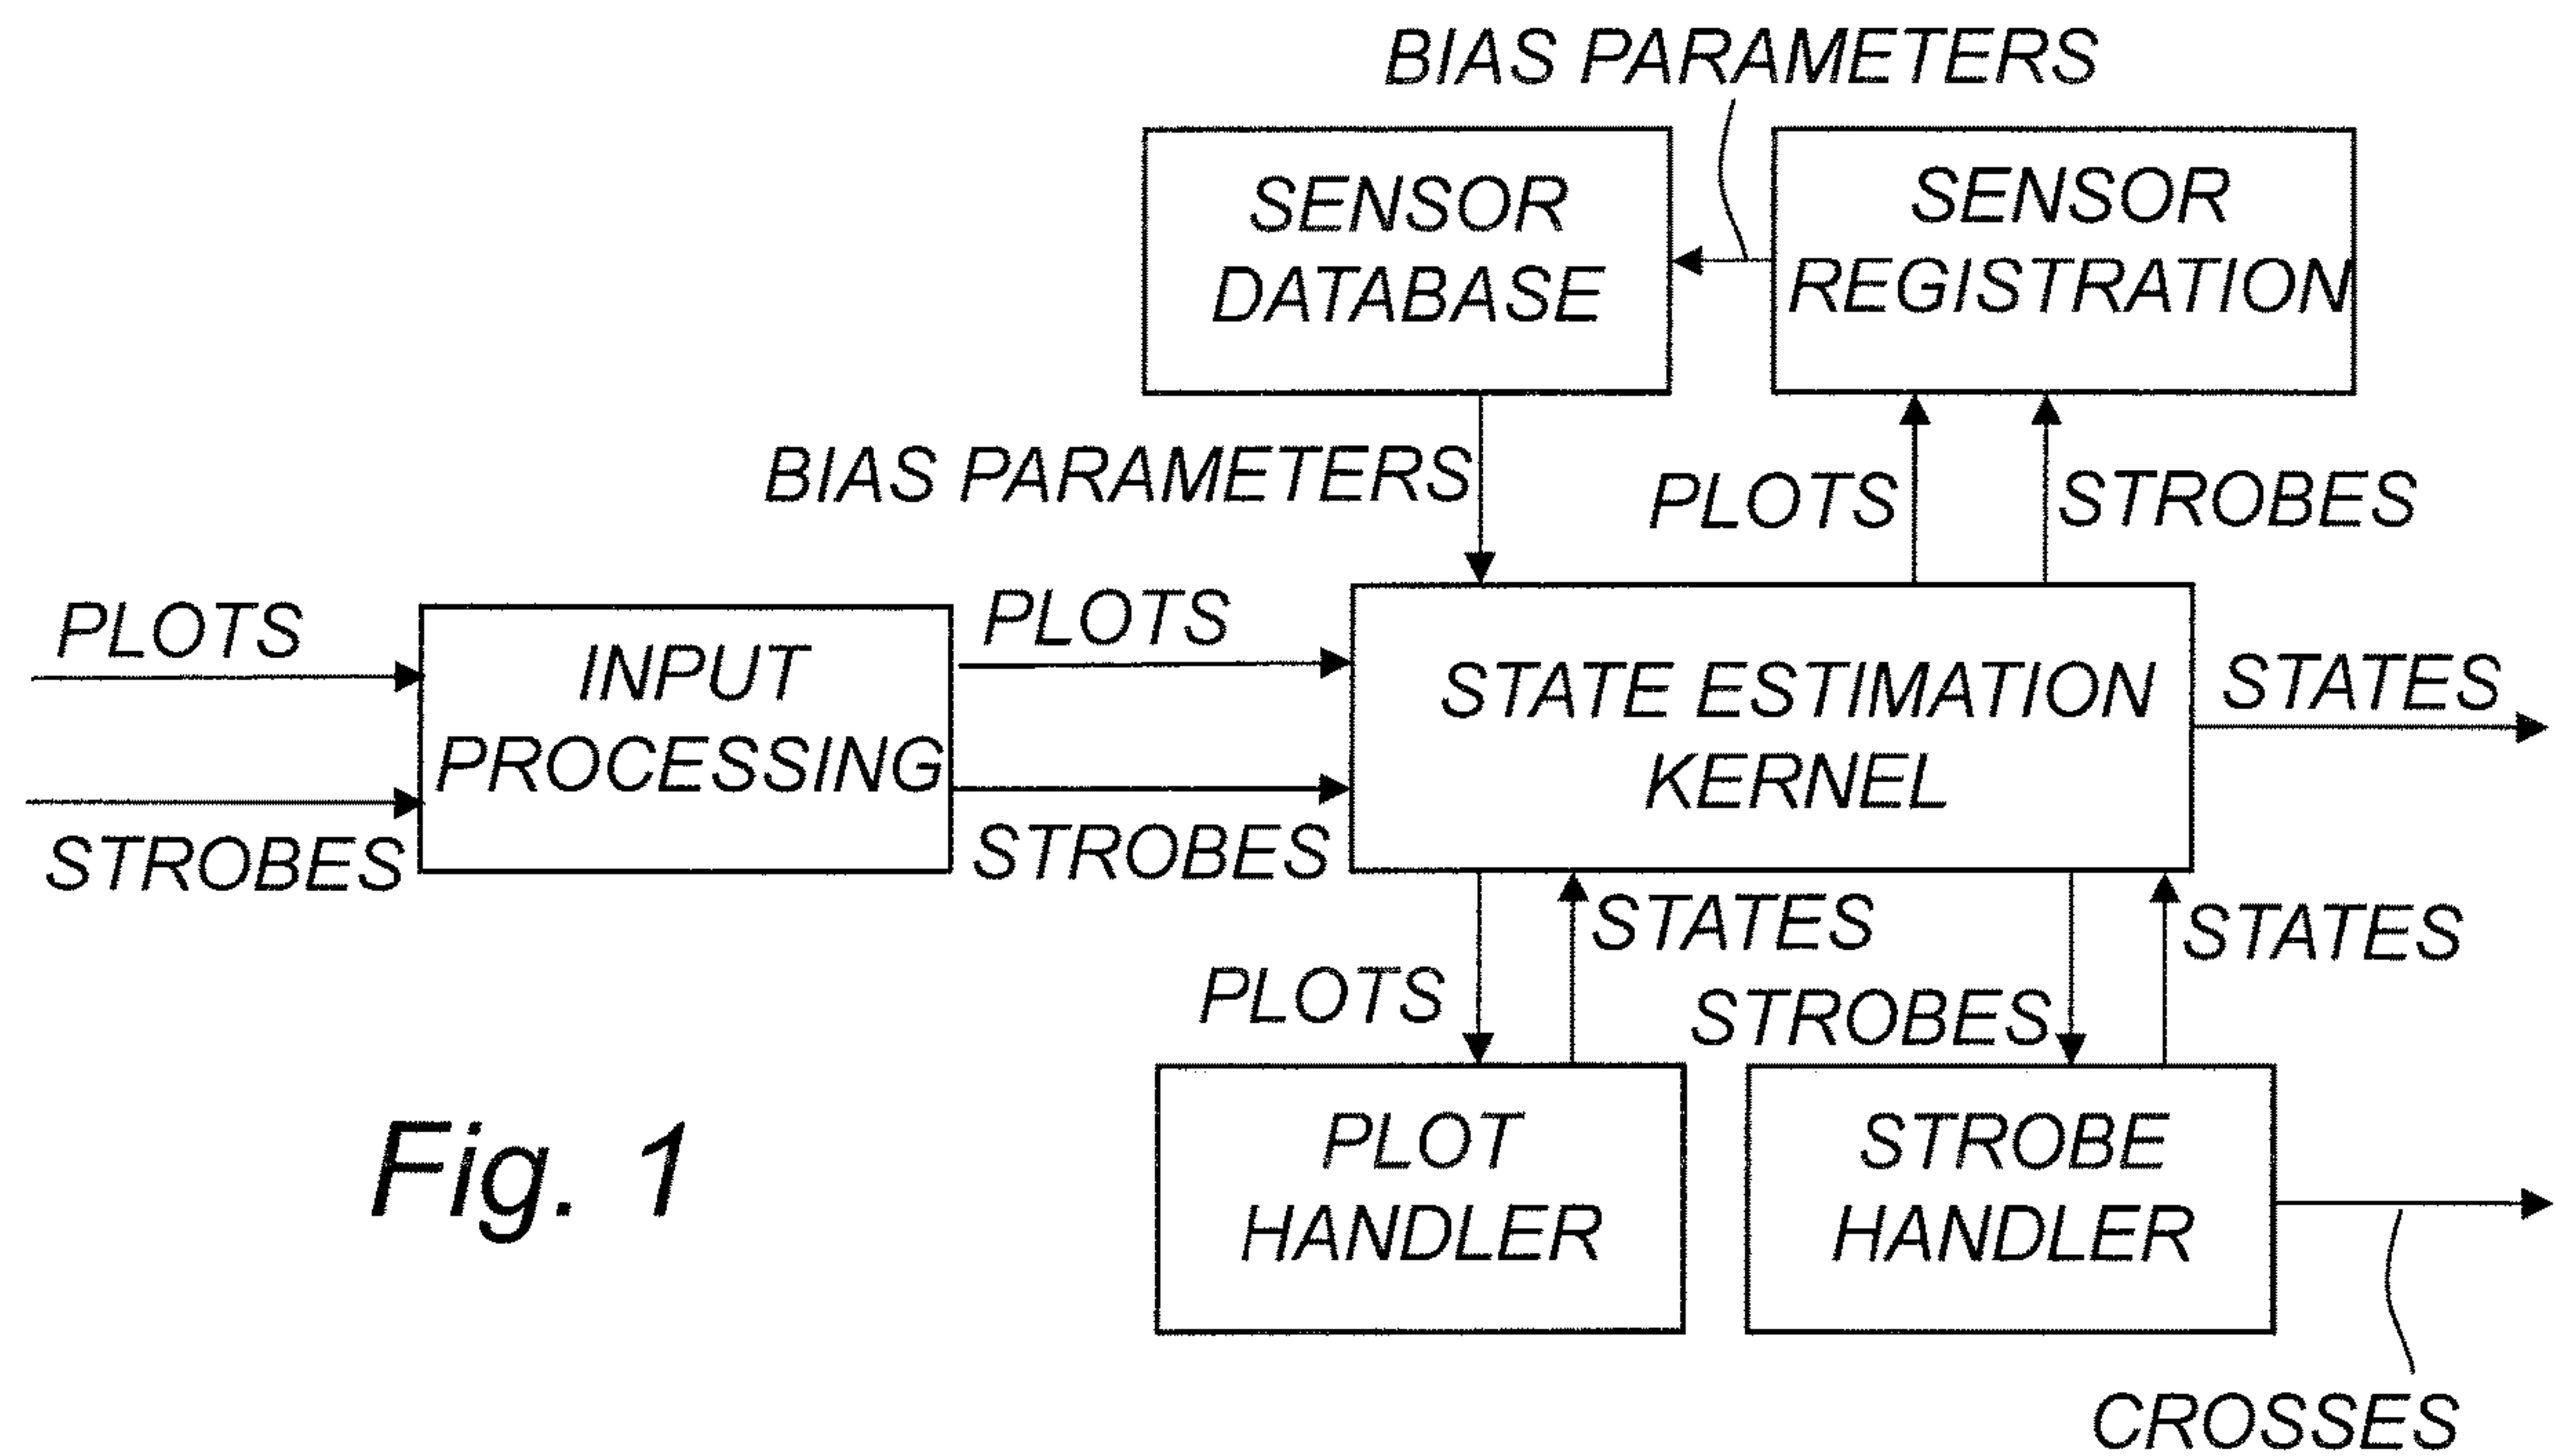 BIAS PARAMETERS
SENSOR
DATABASE
SENSOR
REGISTRATION
BIAS PARAMETERS
PLOTS
STROBES
PLOTS
STROBES
INPUT
PROCESSING
PLOTS
STROBES
STATE ESTIMATION
KERNEL
STATES
PLOTS
STATES
STROBES
STATES
PLOT
HANDLER
STROBE
HANDLER
CROSSES
Fig. 1